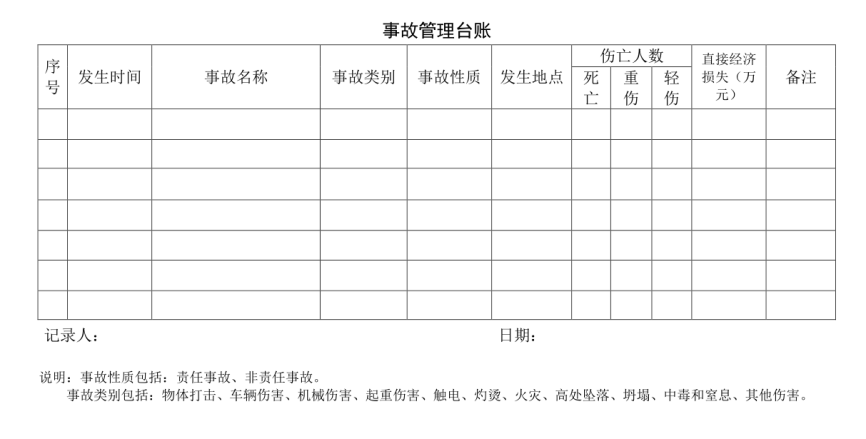 事故管理台账
序号 发生时间 事故名称 事故类别 事故性质 发生地点 伤亡人数 直接经济损失（万元） 备注
死亡 重伤 轻伤
记录人： 日期：
说明：事故性质包括：责任事故、非责任事故。
事故类别包括：物体打击、车辆伤害、机械伤害、起重伤害、触电、灼烫、火灾、高处坠落、坍塌、中毒和窒息、其他伤害。